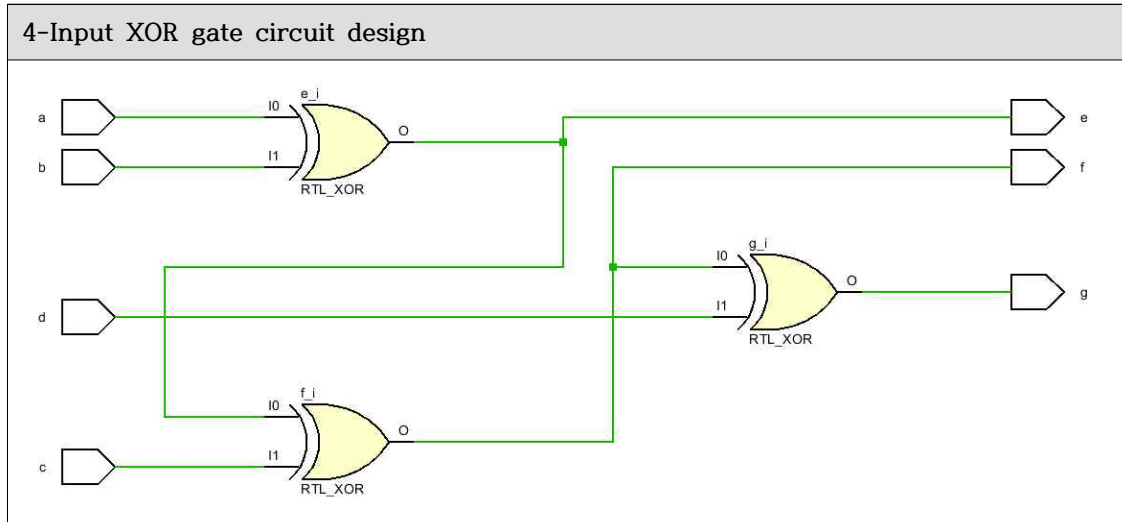 4-Input XOR gate circuit design
e_i
a
I0
O
e
b
I1
RTL_XOR
f
g_i
I0
O
g
d
I1
RTL_XOR
f_i
I0
O
c
I1
RTL_XOR